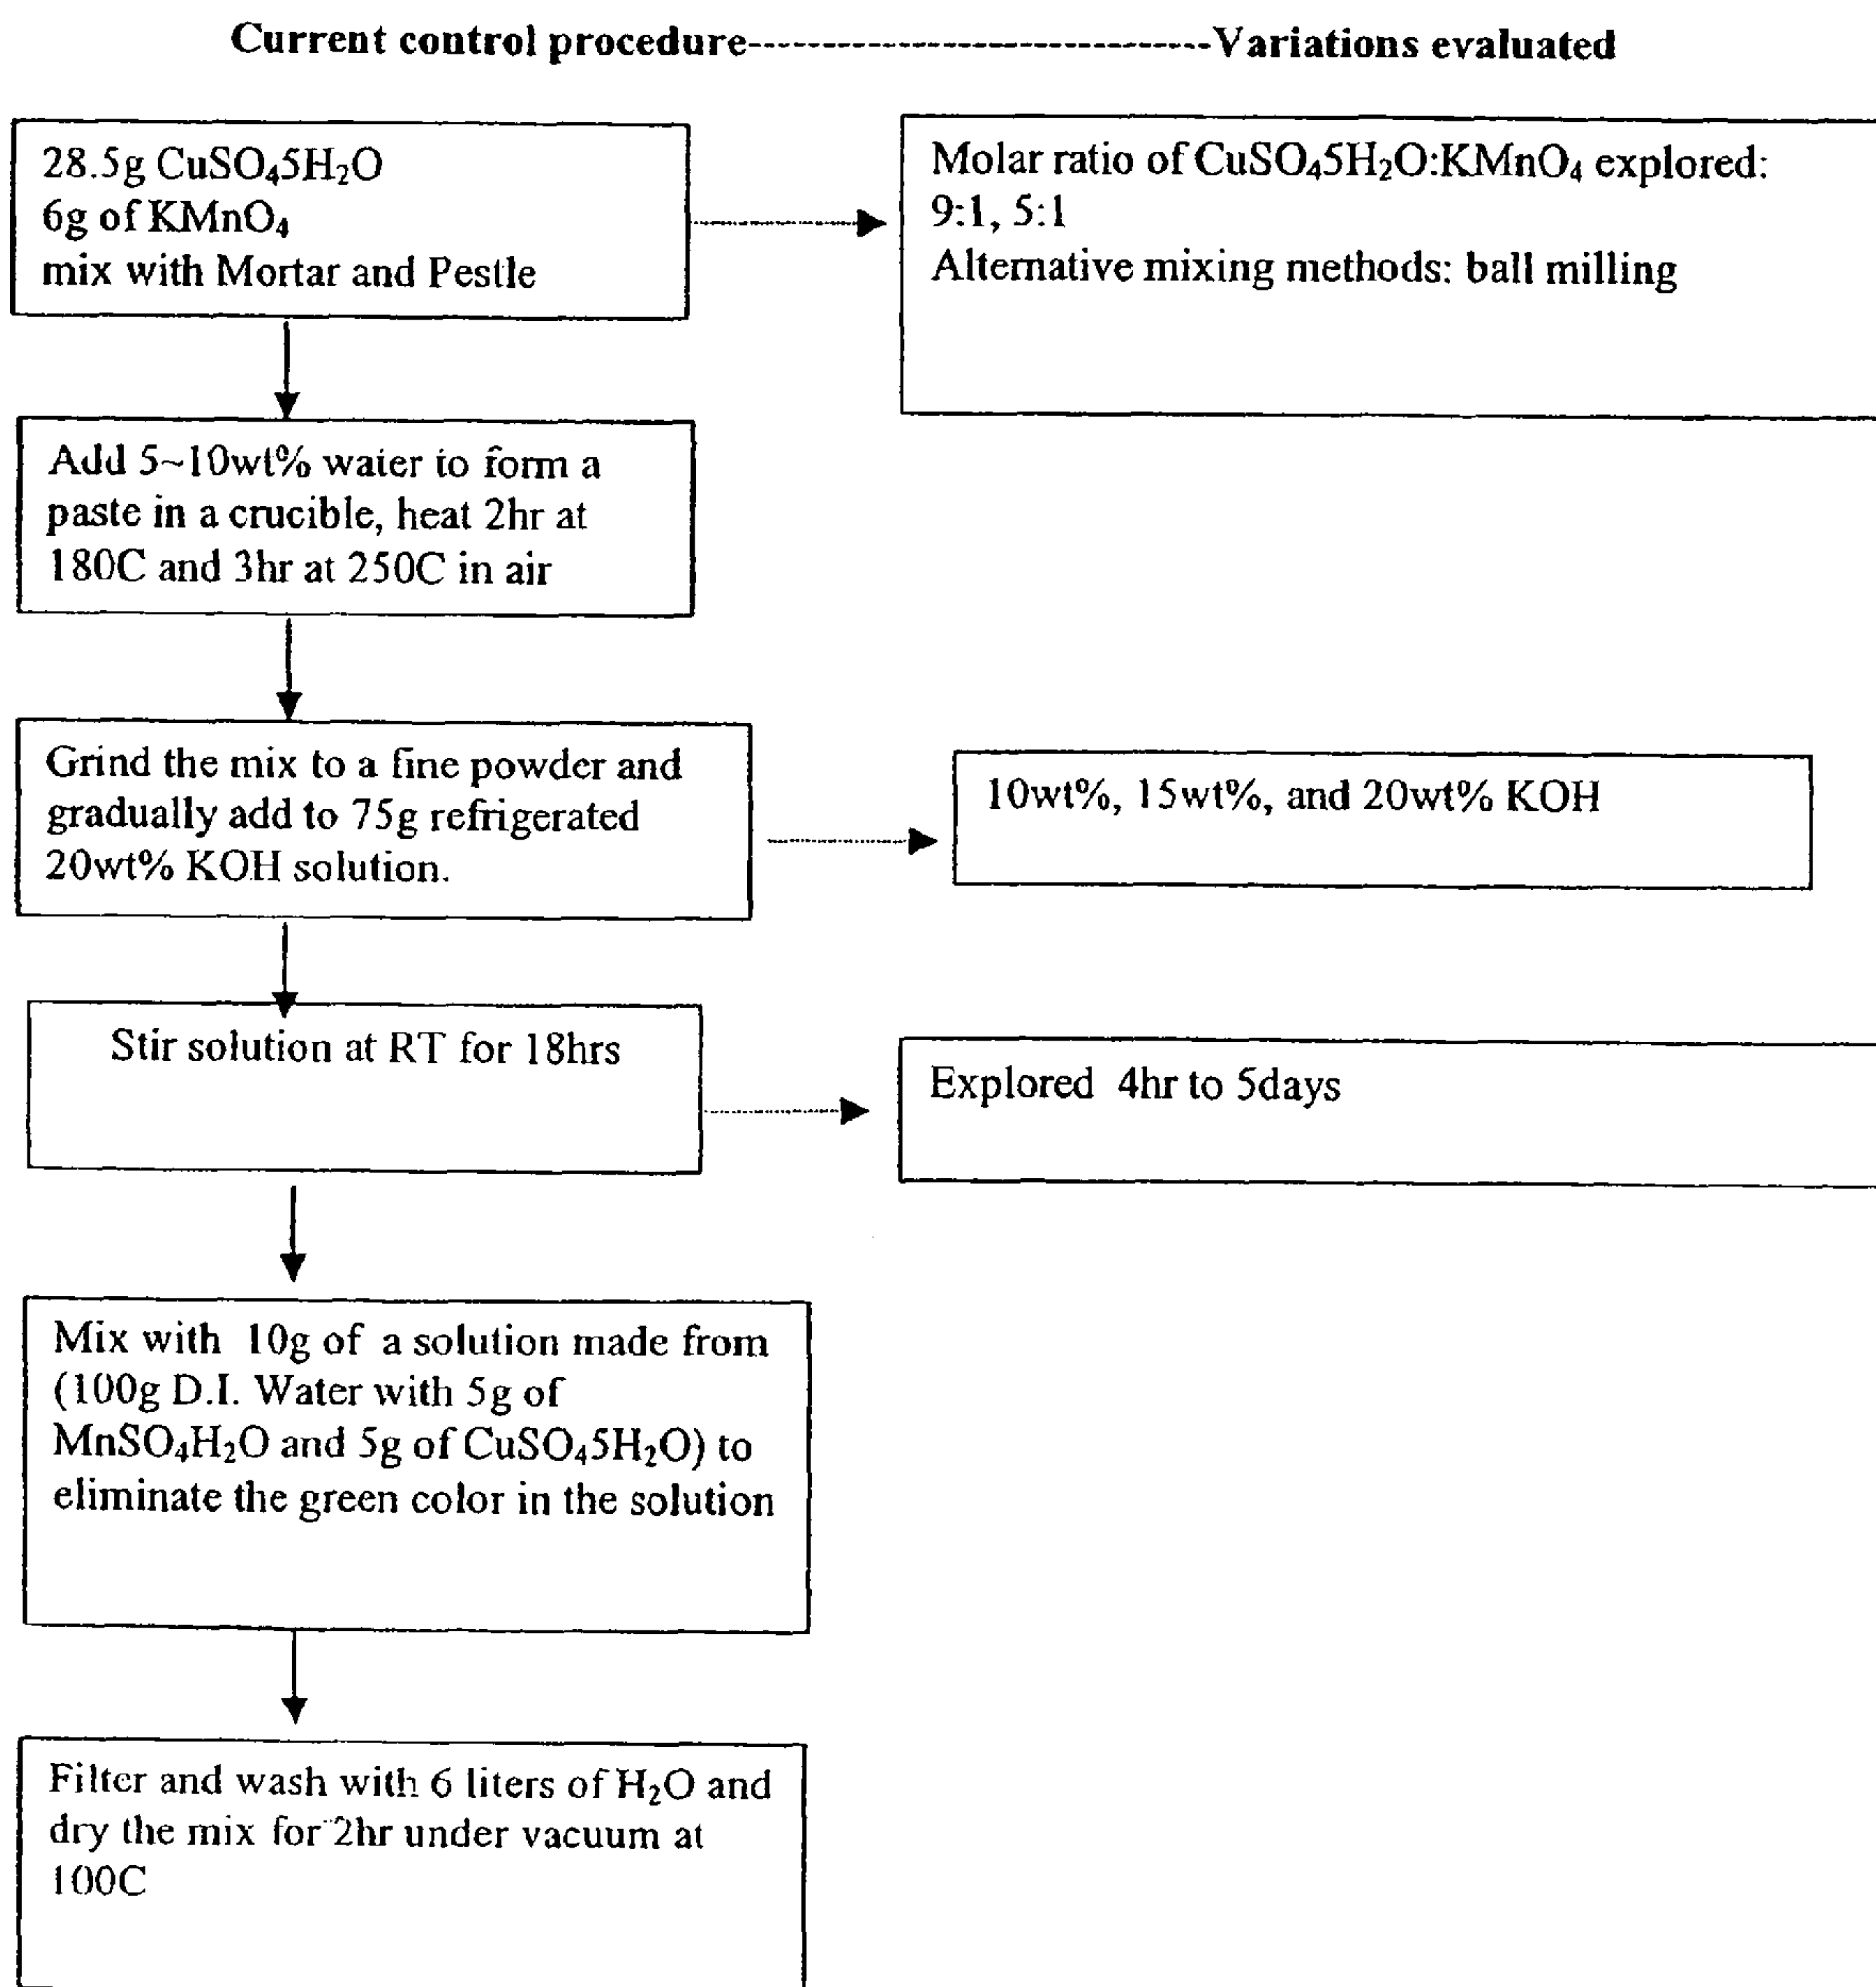 Current control procedure-------------------------------Variations evaluated
28.5g CuSO₄5H₂O
6g of KMnO₄
mix with Mortar and Pestle
Molar ratio of CuSO₄5H₂O:KMnO₄ explored:
9:1, 5:1
Alternative mixing methods: ball milling
Add 5~10wt% water to form a
paste in a crucible, heat 2hr at
180C and 3hr at 250C in air
Grind the mix to a fine powder and
gradually add to 75g refrigerated
20wt% KOH solution.
10wt%, 15wt%, and 20wt% KOH
Stir solution at RT for 18hrs
Explored 4hr to 5days
Mix with 10g of a solution made from
(100g D.I. Water with 5g of
MnSO₄H₂O and 5g of CuSO₄5H₂O) to
eliminate the green color in the solution
Filter and wash with 6 liters of H₂O and
dry the mix for 2hr under vacuum at
100C